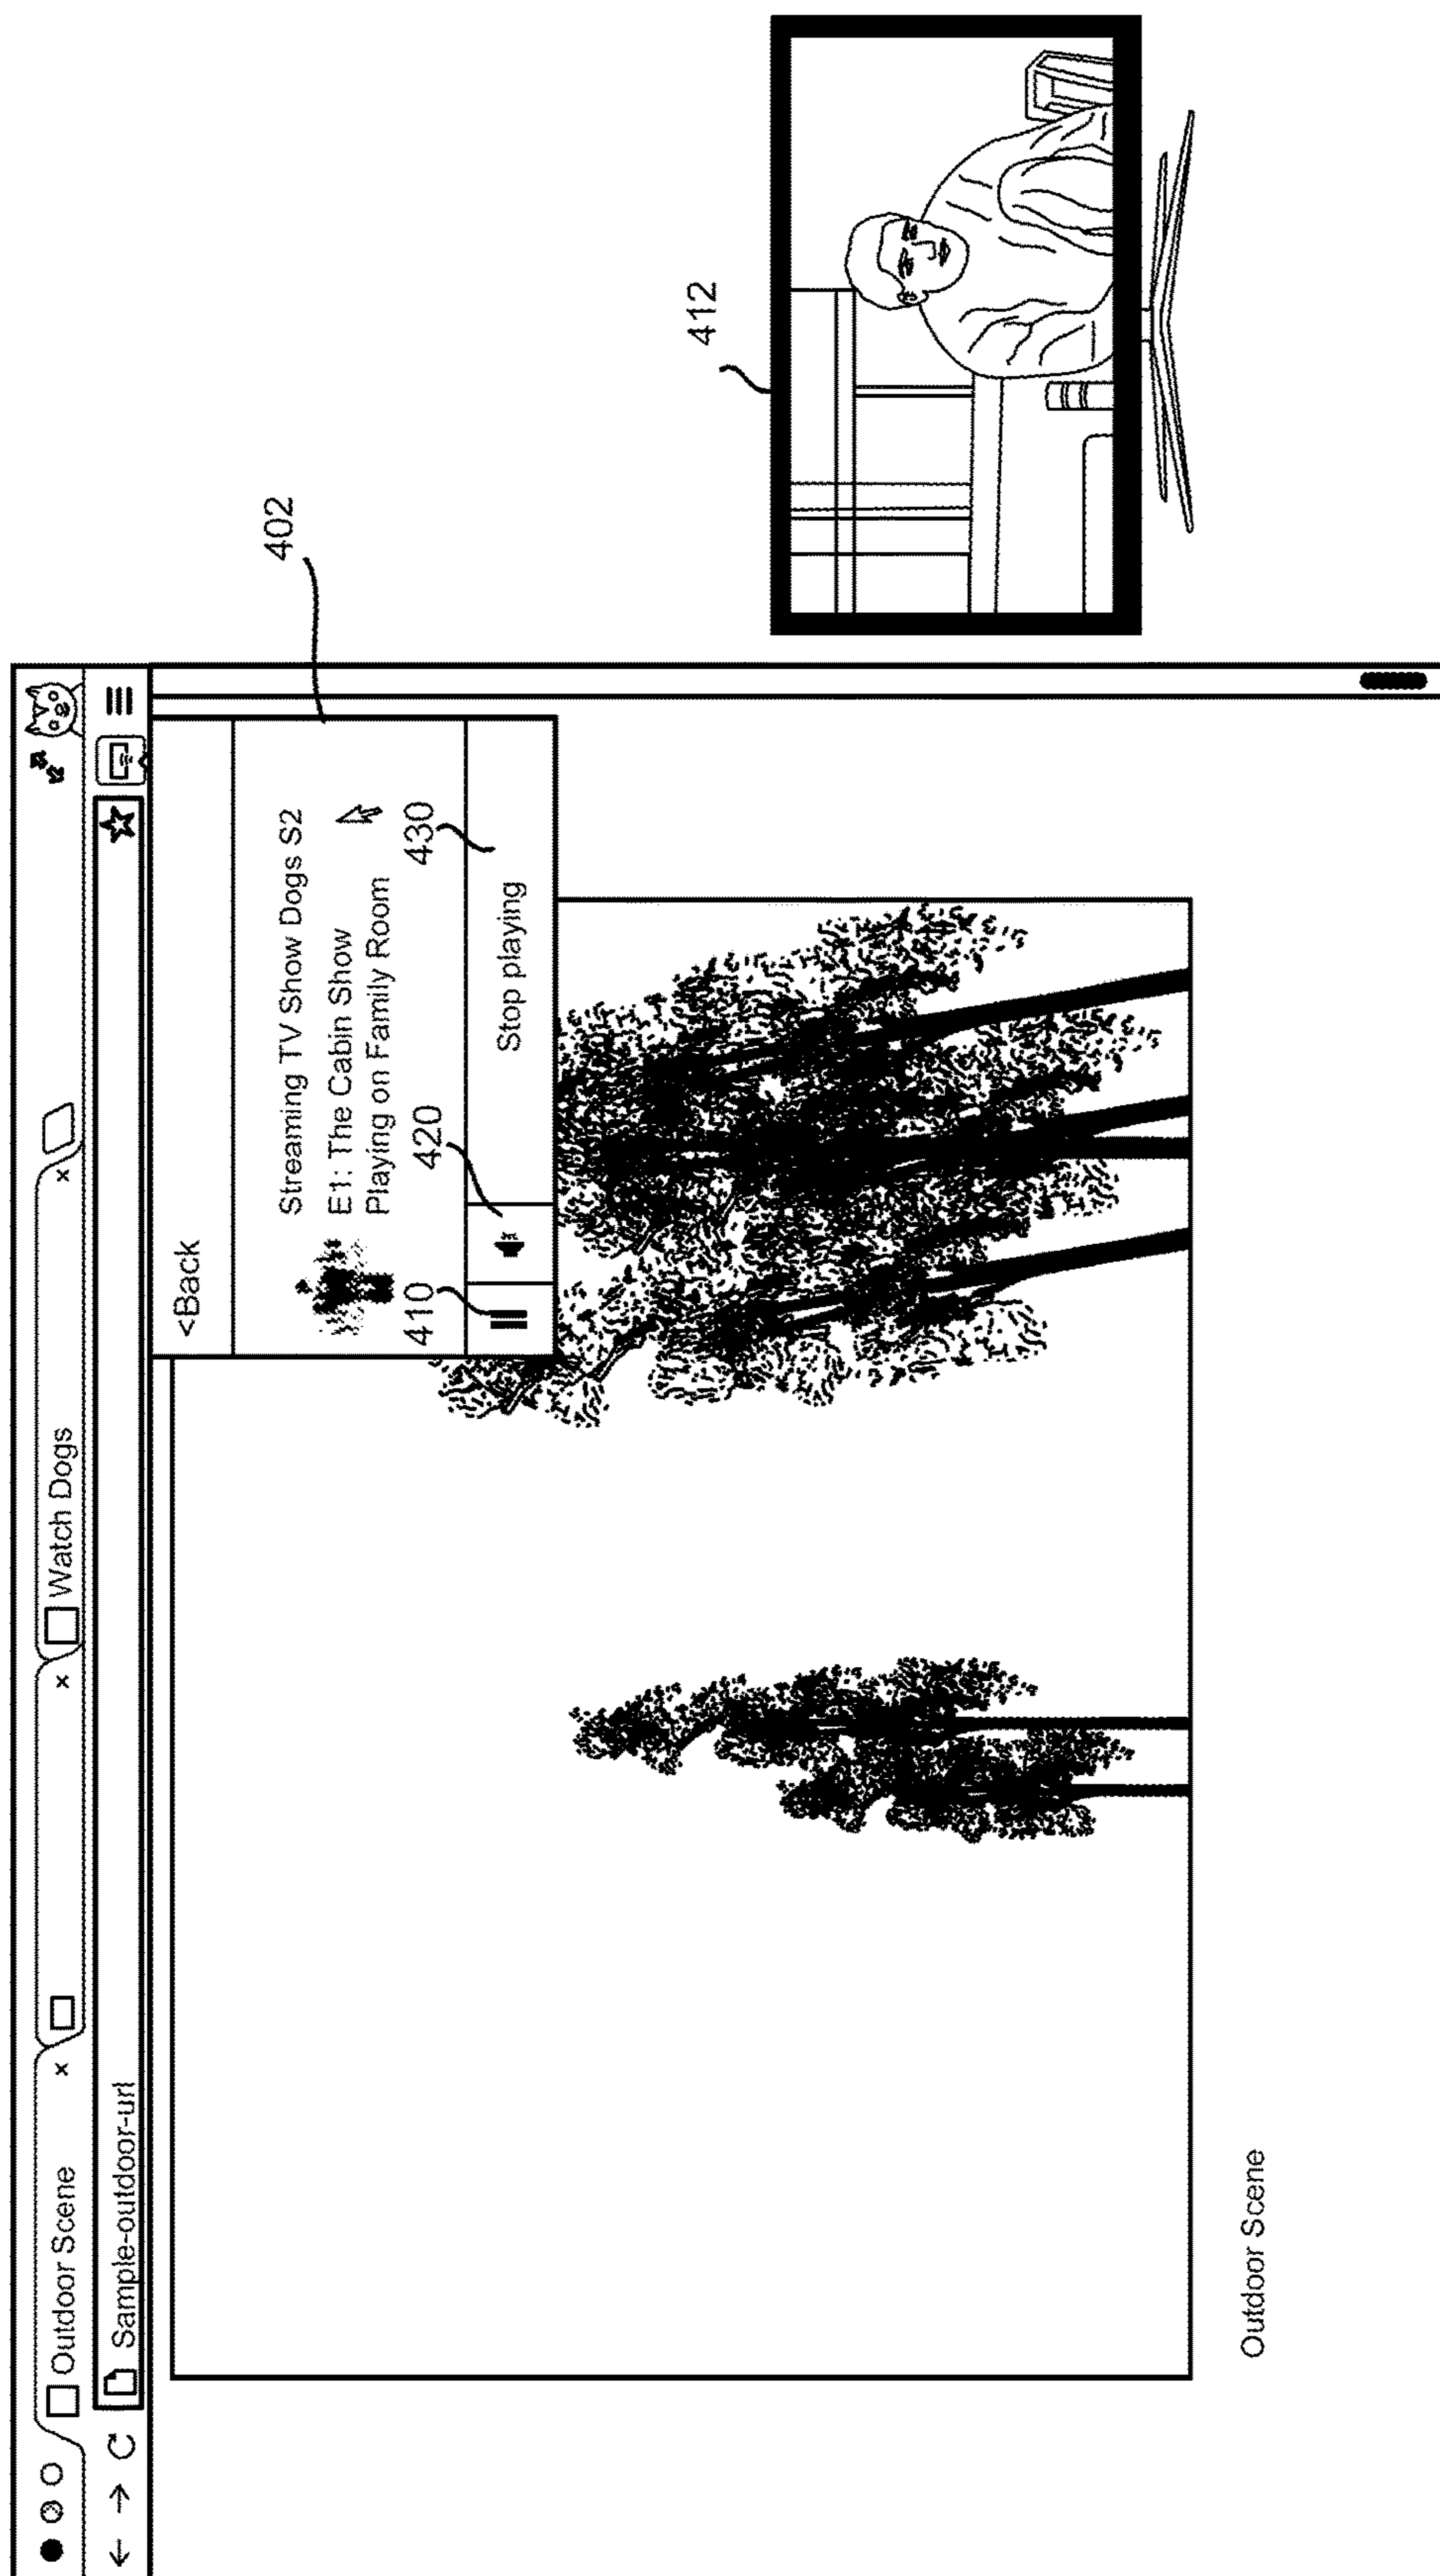 Outdoor Scene ×
×
Watch Dogs ×
Sample-outdoor-url
<Back
Streaming TV Show Dogs S2
E1: The Cabin Show
Playing on Family Room
Stop playing
402
410
420
430
412
Outdoor Scene